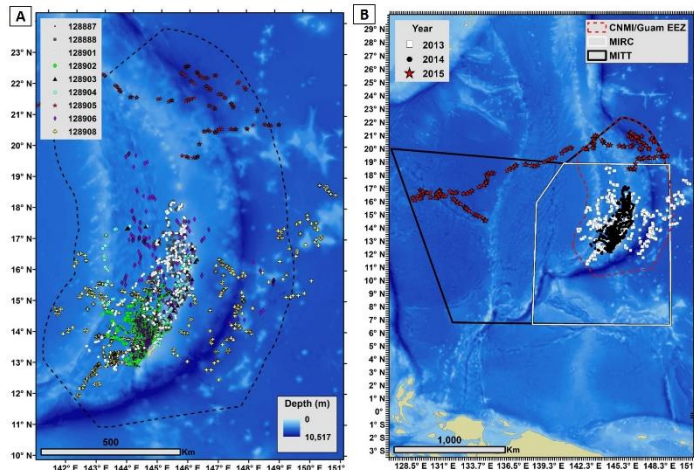 A
23° N
22° N
21° N
20° N
19° N
18° N
17° N
16° N
15° N
14° N
13° N
12° N
11° N
10° N
128887
128888
128901
128902
128903
128904
128905
128906
128908
Depth (m)
0
10,517
500
Km
142° E 143° E 144° E 145° E 146° E 147° E 148° E 149° E 150° E 151° E
B
29° N
28° N
27° N
26° N
25° N
24° N
23° N
22° N
21° N
20° N
19° N
18° N
17° N
16° N
15° N
14° N
13° N
12° N
11° N
10° N
9° N
8° N
7° N
6° N
5° N
4° N
3° N
2° N
1° N
0°
1° S
2° S
3° S
Year
2013
2014
2015
CNMI/Guam EEZ
MIRC
MITT
1,000
Km
128.5° E 131° E 133.7° E 136.5° E 139.3° E 142.3° E 145.3° E 148.3° E